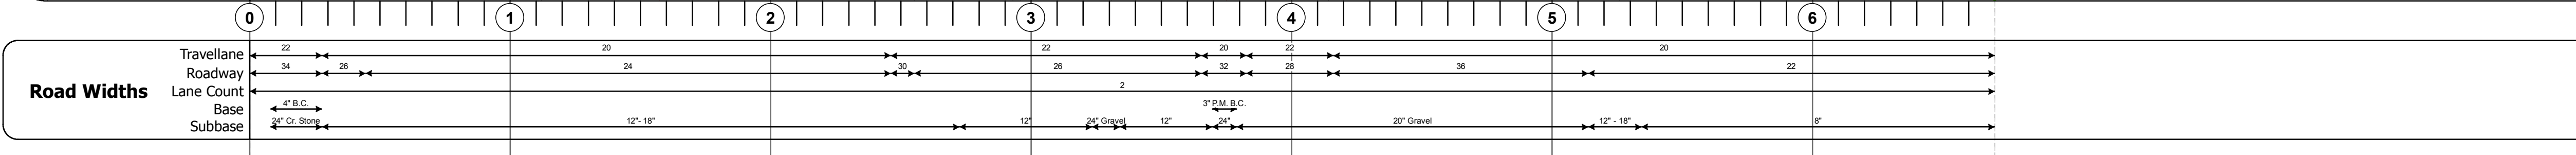 0 1 2 3 4 5 6
Road Widths
Travellane 22 20 22 20 22 20
Roadway 34 26 24 30 26 32 28 36 22
Lane Count 2
Base 4" B.C. 3" P.M. B.C.
Subbase 24" Cr. Stone 12"- 18" 12" 24" Gravel 12" 24" 20" Gravel 12" - 18" 8"